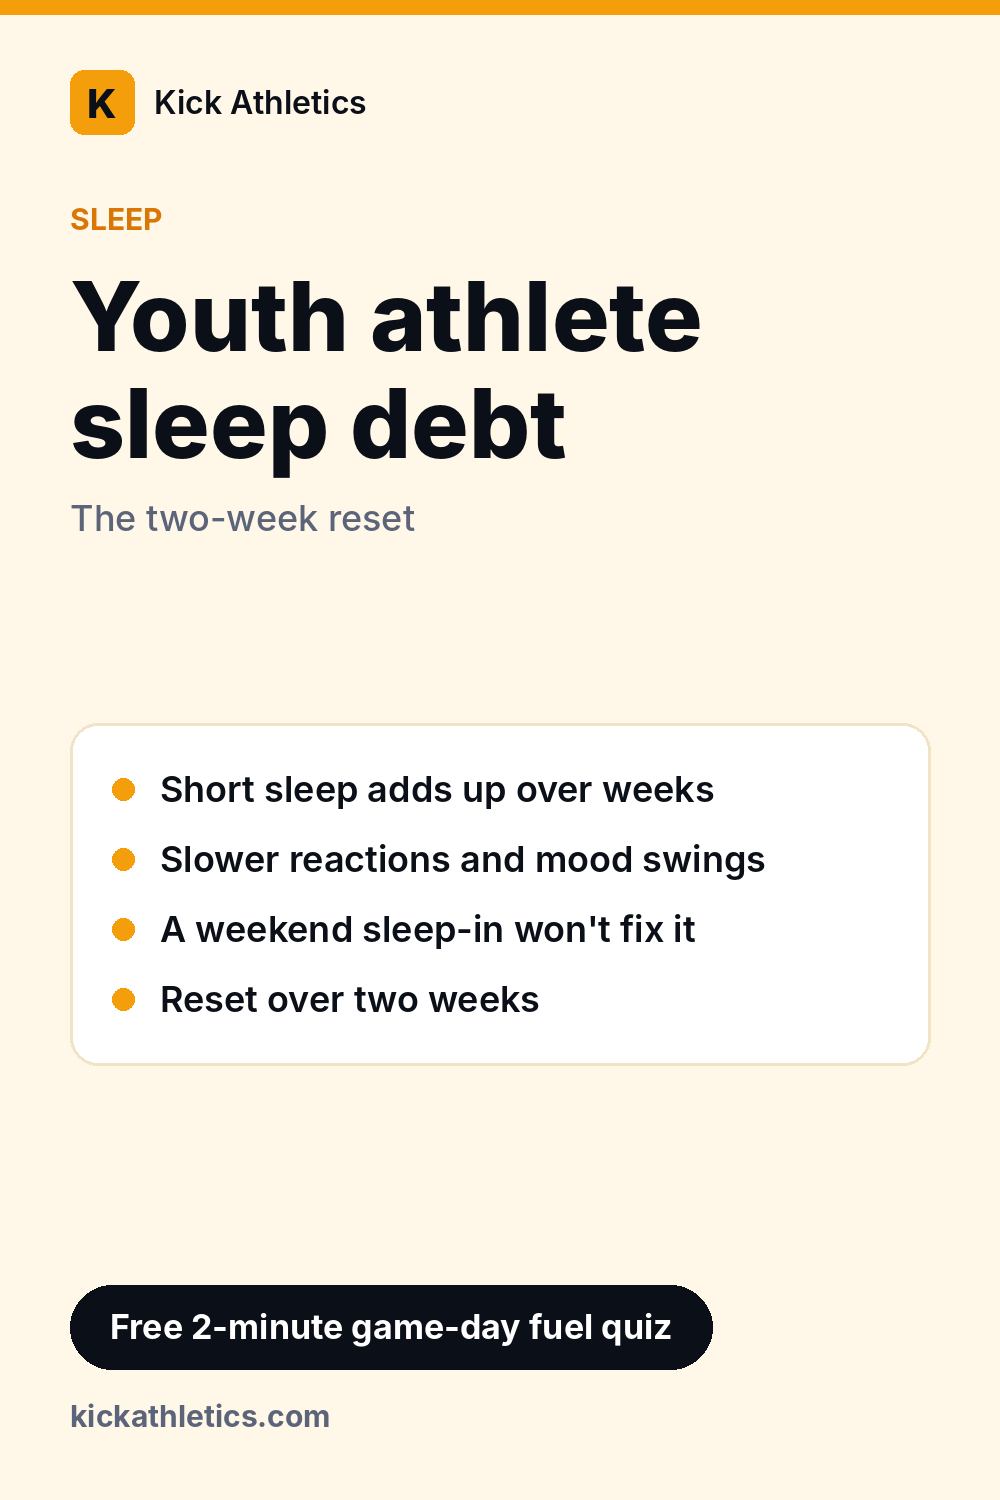 K
Kick Athletics
SLEEP
Youth athlete
sleep debt
The two-week reset
Short sleep adds up over weeks
Slower reactions and mood swings
A weekend sleep-in won't fix it
Reset over two weeks
Free 2-minute game-day fuel quiz
kickathletics.com